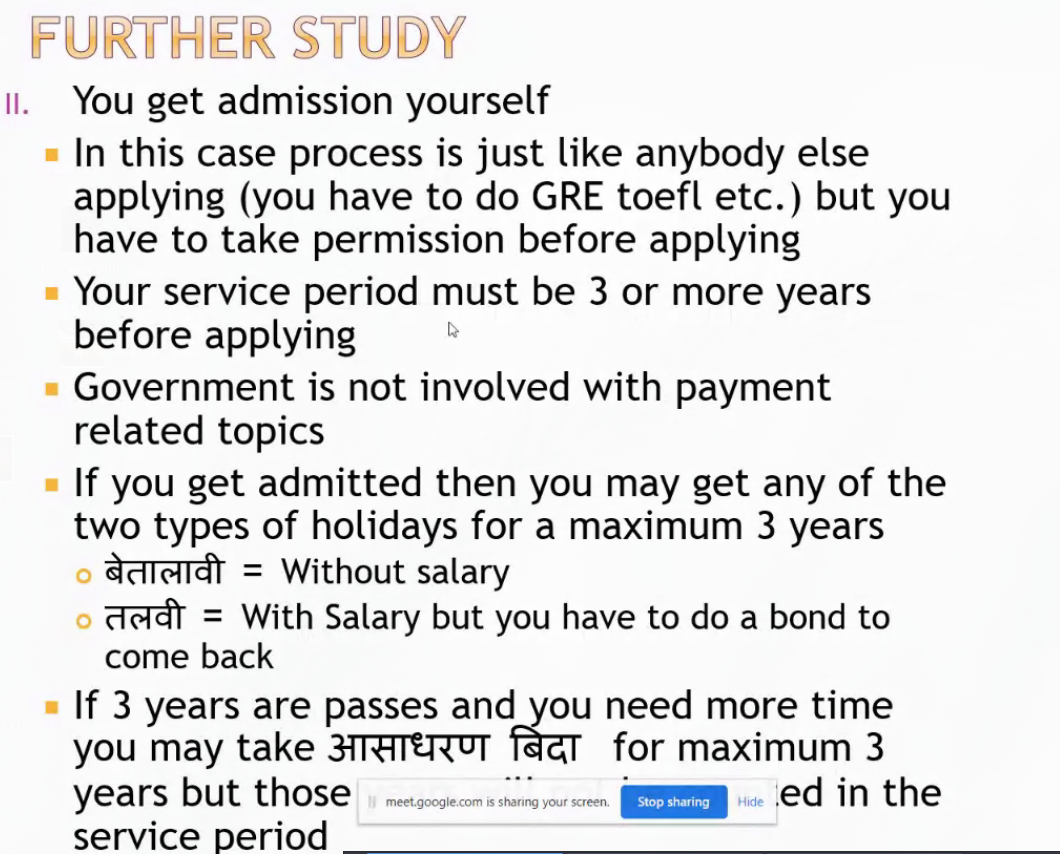 FURTHER STUDY
II. You get admission yourself
In this case process is just like anybody else
applying (you have to do GRE toefl etc.) but you
have to take permission before applying
Your service period must be 3 or more years
before applying
Government is not involved with payment
related topics
If you get admitted then you may get any of the
two types of holidays for a maximum 3 years
बेतालावी = Without salary
तलवी = With Salary but you have to do a bond to
come back
If 3 years are passes and you need more time
you may take आसाधरण बिदा for maximum 3
years but those ted in the
meet.google.com is sharing your screen. Stop sharing Hide
service period